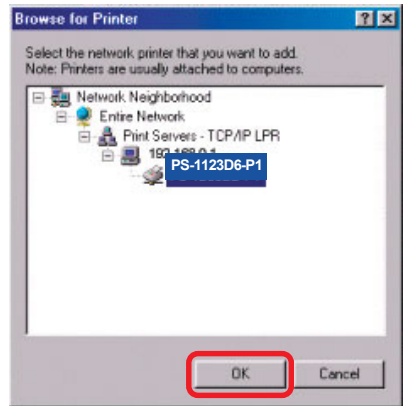 Browse for Printer
Select the network printer that you want to add.
Note: Printers are usually attached to computers.
Network Neighborhood
Entire Network
Print Servers - TCP/IP LPR
PS-1123D6-P1
OK
Cancel